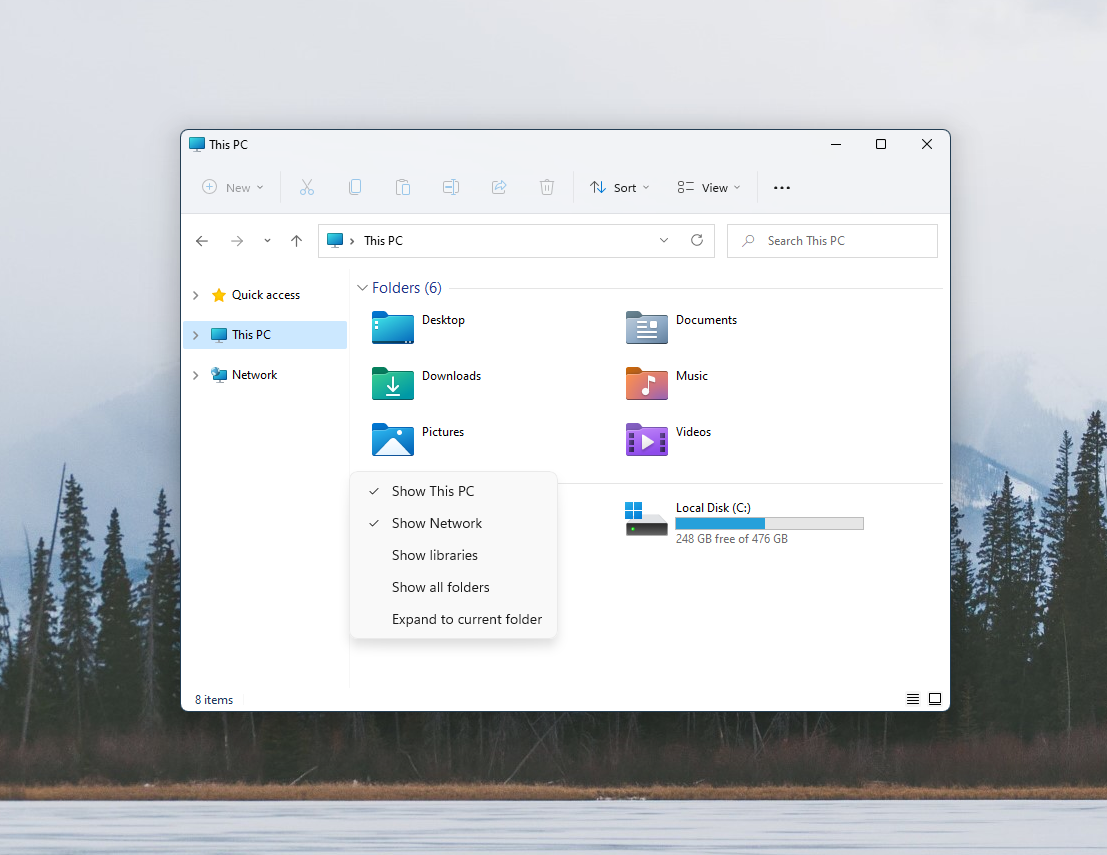 This PC
New
Sort
View
This PC
Search This PC
Quick access
This PC
Network
Folders (6)
Desktop
Documents
Downloads
Music
Pictures
Videos
Show This PC
Show Network
Show libraries
Show all folders
Expand to current folder
Local Disk (C:)
248 GB free of 476 GB
8 items